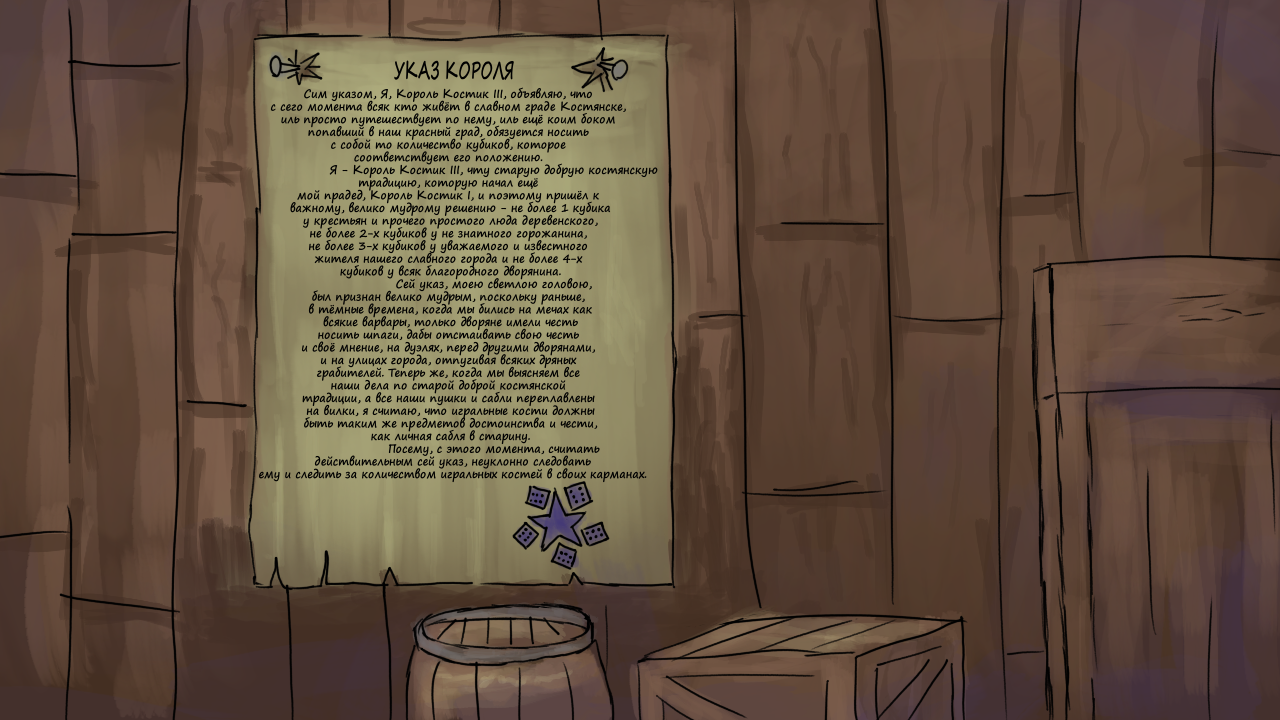 УКАЗ КОРОЛЯ
Сим указом, Я, Король Костик III, объявляю, что
с сего момента всяк кто живёт в славном граде Костянске,
иль просто путешествует по нему, иль ещё коим боком
попавший в наш красный град, обязуется носить
с собой то количество кубиков, которое
соответствует его положению.
Я - Король Костик III, чту старую добрую костянскую
традицию, которую начал ещё
мой прадед, Король Костик I, и поэтому пришёл к
важному, велико мудрому решению - не более 1 кубика
у крестьян и прочего простого люда деревенского,
не более 2-х кубиков у не знатного горожанина,
не более 3-х кубиков у уважаемого и известного
жителя нашего славного города и не более 4-х
кубиков у всяк благородного дворянина.
Сей указ, моею светлою головою,
был признан велико мудрым, поскольку раньше,
в тёмные времена, когда мы бились на мечах как
всякие варвары, только дворяне имели честь
носить шпаги, дабы отстаивать свою честь
и своё мнение, на дуэлях, перед другими дворянами,
и на улицах города, отпугивая всяких дряных
грабителей. Теперь же, когда мы выясняем все
наши дела по старой доброй костянской
традиции, а все наши пушки и сабли переплавлены
на вилки, я считаю, что игральные кости должны
быть таким же предметов достоинства и чести,
как личная сабля в старину.
Посему, с этого момента, считать
действительным сей указ, неуклонно следовать
ему и следить за количеством игральных костей в своих карманах.